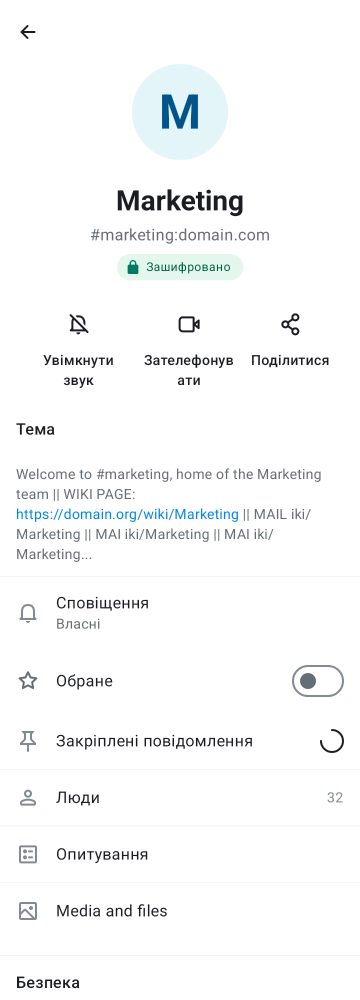 M
Marketing
#marketing:domain.com
Зашифровано
Увімкнути
звук
Зателефонув
ати
Поділитися
Тема
Welcome to #marketing, home of the Marketing
team || WIKI PAGE:
https://domain.org/wiki/Marketing || MAIL iki/
Marketing || MAI iki/Marketing || MAI iki/
Marketing...
Сповіщення
Власні
Обране
Закріплені повідомлення
Люди
32
Опитування
Media and files
Безпека